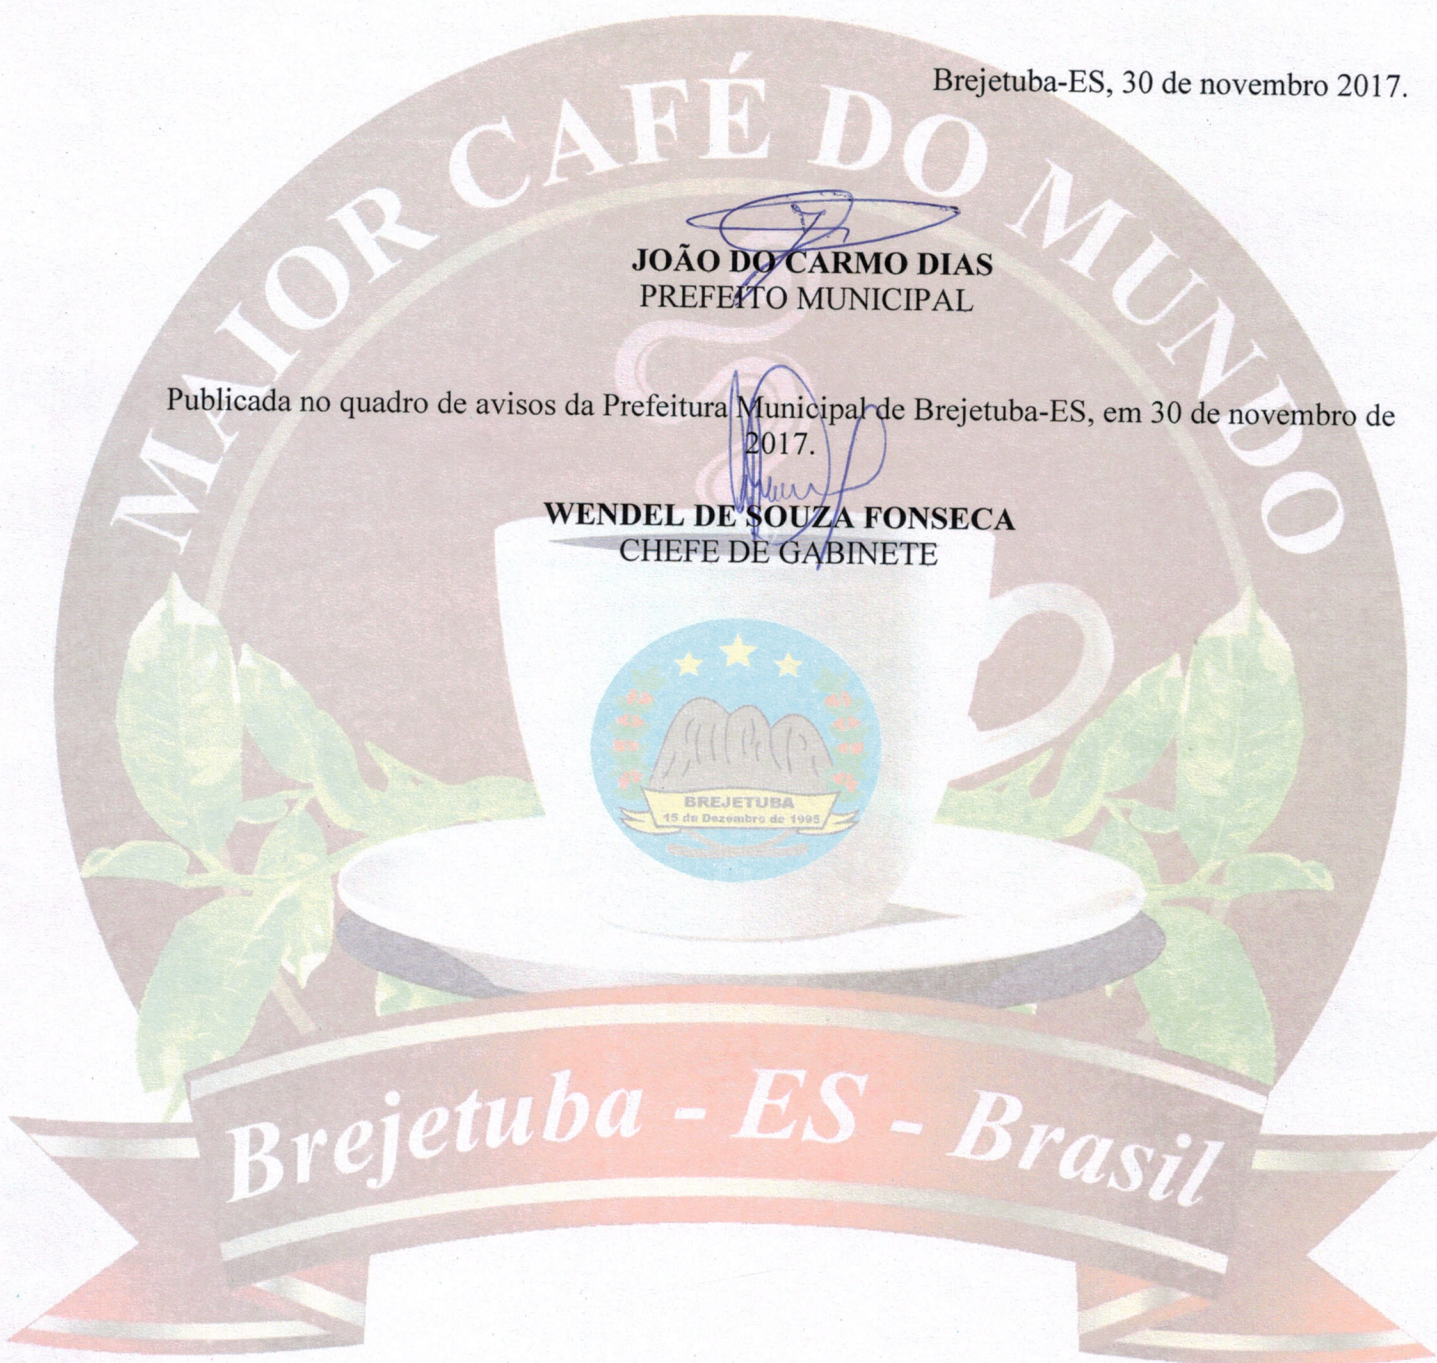 Brejetuba-ES, 30 de novembro 2017.
MAIOR CAFÉ DO MUNDO
JOÃO DO CARMO DIAS
PREFEITO MUNICIPAL
Publicada no quadro de avisos da Prefeitura Municipal de Brejetuba-ES, em 30 de novembro de
2017.
WENDEL DE SOUZA FONSECA
CHEFE DE GABINETE
BREJETUBA
15 de Dezembro de 1995
Brejetuba - ES - Brasil